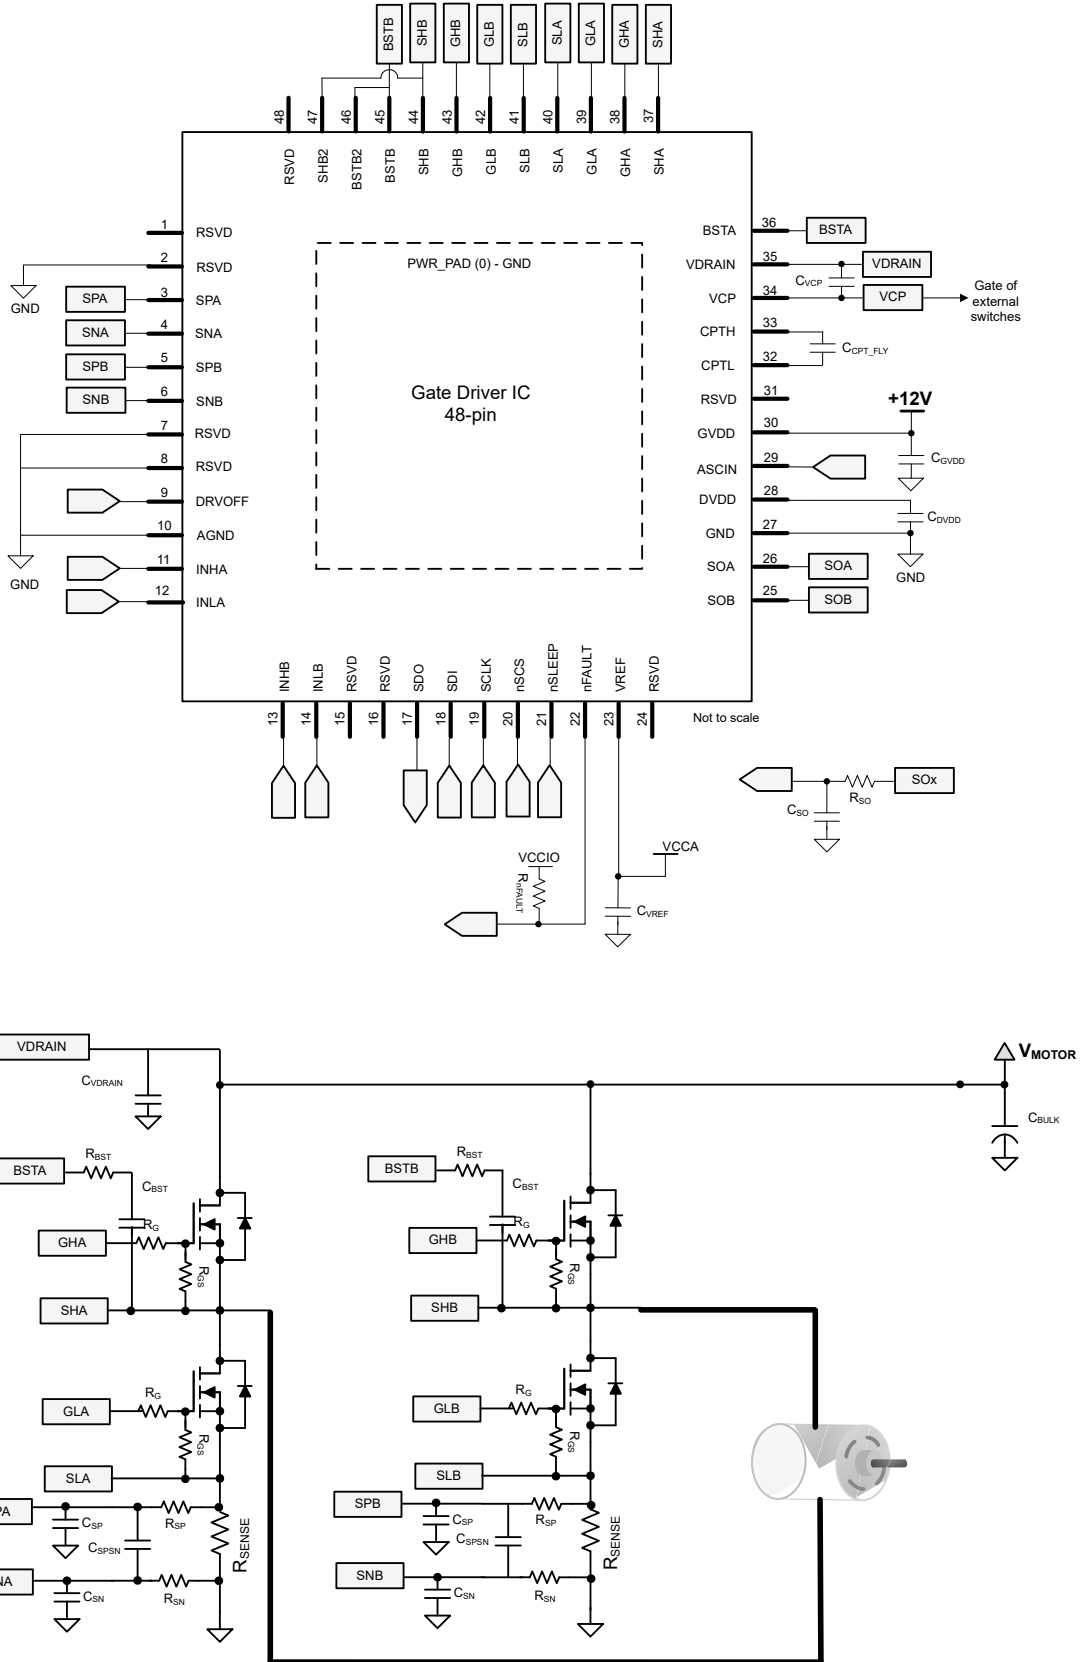 BSTB SHB GHB GLB SLB SLA GLA GHA SHA
48 47 46 45 44 43 42 41 40 39 38 37
RSVD SHB2 BSTB2 BSTB SHB GHB GLB SLB SLA GLA GHA SHA
1 RSVD
2 RSVD
GND
SPA 3 SPA
SNA 4 SNA
SPB 5 SPB
SNB 6 SNB
7 RSVD
8 RSVD
9 DRVOFF
10 AGND
GND
11 INHA
12 INLA
PWR_PAD (0) - GND
Gate Driver IC
48-pin
BSTA 36 BSTA
VDRAIN 35 VDRAIN
CVCP
VCP 34 VCP
Gate of
external
switches
CPTH 33
CCPT_FLY
CPTL 32
RSVD 31
+12V
GVDD 30
CGVDD
ASCIN 29
DVDD 28
CDVDD
GND 27
GND
SOA 26 SOA
SOB 25 SOB
INHB INLB RSVD RSVD SDO SDI SCLK nSCS nSLEEP nFAULT VREF RSVD
13 14 15 16 17 18 19 20 21 22 23 24
Not to scale
SOx
RSO
CSO
VCCIO
RnFAULT
VCCA
CVREF
VDRAIN
CVDRAIN
VMOTOR
CBULK
BSTA
RBST
CBST
RG
GHA
RGS
SHA
RG
GLA
RGS
SLA
PA
CSP
RSP
CSPSN
RSENSE
NA
CSN
RSN
BSTB
RBST
CBST
RG
GHB
RGS
SHB
RG
GLB
RGS
SLB
SPB
CSP
RSP
CSPSN
RSENSE
SNB
CSN
RSN